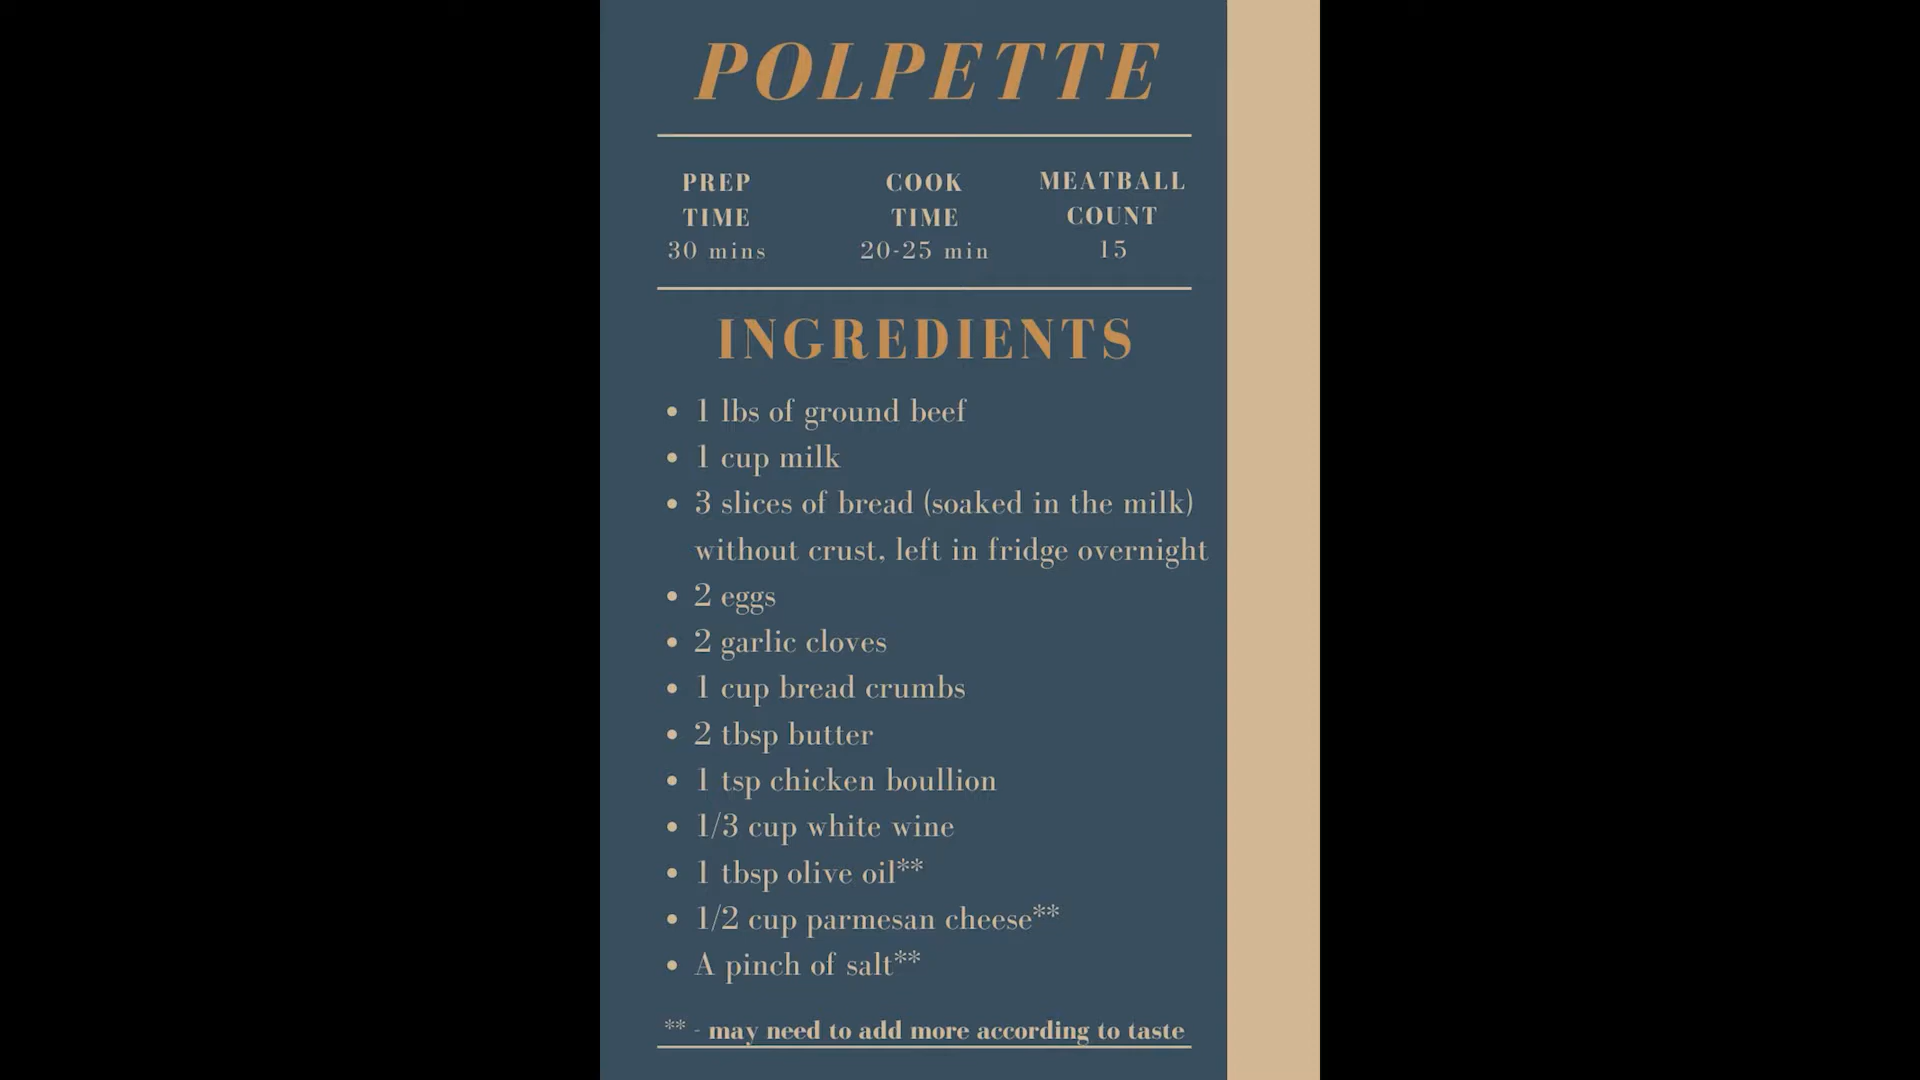 POLPETTE
PREP
TIME
30 mins
COOK
TIME
20-25 min
MEATBALL
COUNT
15
INGREDIENTS
• 1 lbs of ground beef
• 1 cup milk
• 3 slices of bread (soaked in the milk)
without crust, left in fridge overnight
• 2 eggs
• 2 garlic cloves
• 1 cup bread crumbs
• 2 tbsp butter
• 1 tsp chicken boullion
• 1/3 cup white wine
• 1 tbsp olive oil**
• 1/2 cup parmesan cheese**
• A pinch of salt**
** - may need to add more according to taste